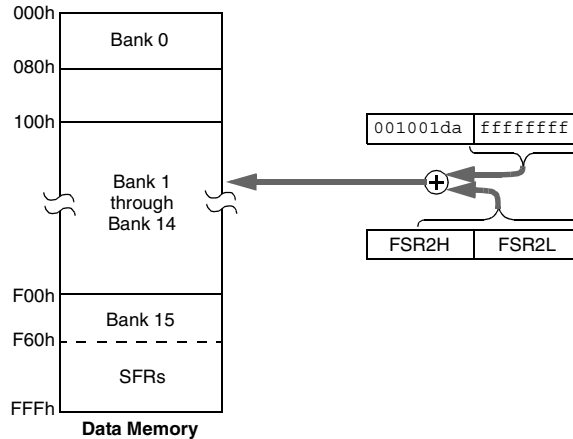 000h
Bank 0
080h
100h
001001da ffffffff
Bank 1
through
Bank 14
FSR2H FSR2L
F00h
Bank 15
F60h
SFRs
FFFh
Data Memory